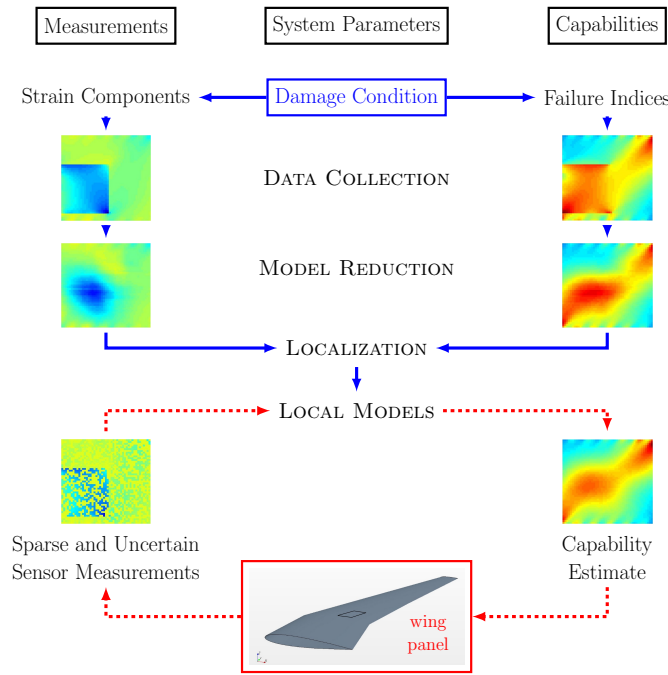 Measurements
System Parameters
Capabilities
Strain Components
Damage Condition
Failure Indices
DATA COLLECTION
MODEL REDUCTION
LOCALIZATION
LOCAL MODELS
Sparse and Uncertain
Sensor Measurements
Capability
Estimate
wing
panel